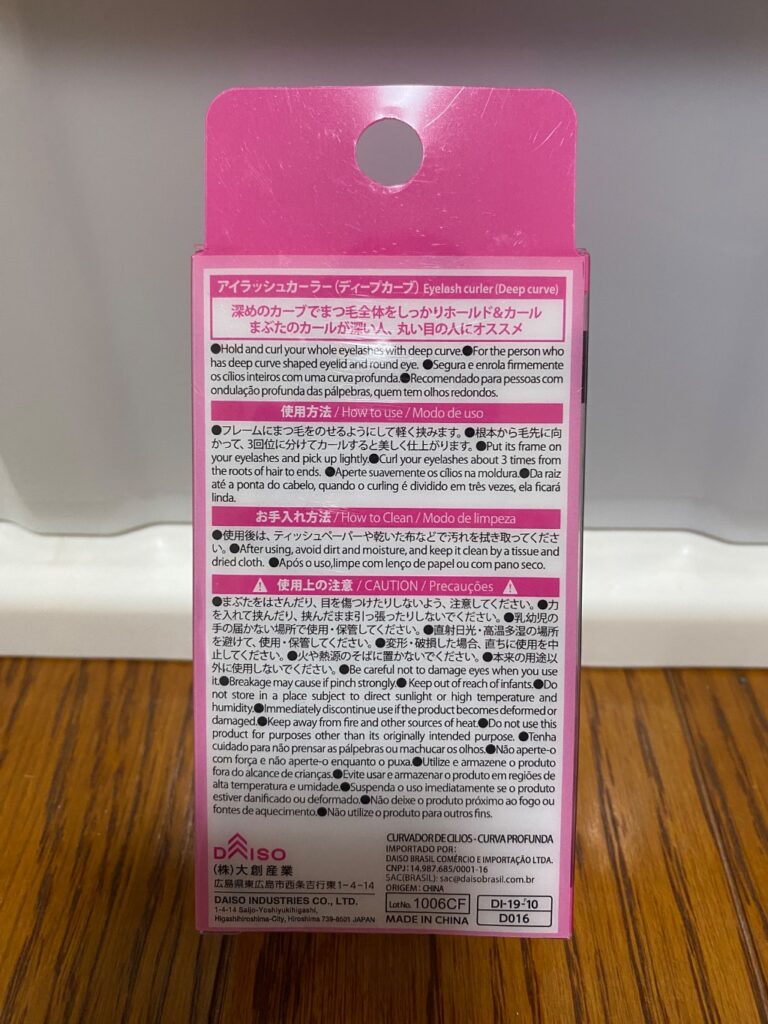 アイラッシュカーラー(ディープカーブ) Eyelash curler (Deep curve)
深めのカーブでまつ毛全体をしっかりホールド&カール
まぶたのカールが深い人、丸い目の人にオススメ
●Hold and curl your whole eyelashes with deep curve.●For the person who
has deep curve shaped eyelid and round eye. ●Segura e enrola firmemente
os cílios inteiros com uma curva profunda.●Recomendado para pessoas com
ondulação profunda das pálpebras, quem tem olhos redondos.
使用方法 / How to use / Modo de uso
●フレームにまつ毛をのせるようにして軽く挟みます。●根本から毛先に向
かって、3回位に分けてカールすると美しく仕上がります。●Put its frame on
your eyelashes and pick up lightly.●Curl your eyelashes about 3 times from
the roots of hair to ends. ●Aperte suavemente os cílios na moldura.●Da raiz
até a ponta do cabelo, quando o curling é dividido em três vezes, ela ficará
linda.
お手入れ方法 / How to Clean / Modo de limpeza
●使用後は、ティッシュペーパーや乾いた布などで汚れを拭き取ってくださ
い。●After using, avoid dirt and moisture, and keep it clean by a tissue and
dried cloth. ●Após o uso,limpe com lenço de papel ou com pano seco.
使用上の注意 / CAUTION / Precauções
●まぶたをはさんだり、目を傷つけたりしないよう、注意してください。●力
を入れて挟んだり、挟んだまま引っ張ったりしないでください。●乳幼児の
手の届かない場所で使用・保管してください。●直射日光・高温多湿の場所
を避けて、使用・保管してください。●変形・破損した場合、直ちに使用を中
止してください。●火や熱源のそばに置かないでください。●本来の用途以
外に使用しないでください。●Be careful not to damage eyes when you use
it.●Breakage may cause if pinch strongly.● Keep out of reach of infants.●Do
not store in a place subject to direct sunlight or high temperature and
humidity.●Immediately discontinue use if the product becomes deformed or
damaged.●Keep away from fire and other sources of heat.●Do not use this
product for purposes other than its originally intended purpose. ●Tenha
cuidado para não prensar as pálpebras ou machucar os olhos.●Não aperte-o
com força e não aperte-o enquanto o puxa.●Utilize e armazene o produto
fora do alcance de crianças.●Evite usar e armazenar o produto em regiões de
alta temperatura e umidade.●Suspenda o uso imediatamente se o produto
estiver danificado ou deformado.●Não deixe o produto próximo ao fogo ou
fontes de aquecimento.●Não utilize o produto para outros fins.
DAISO
(株)大創産業
広島県東広島市西条吉行東1-4-14
DAISO INDUSTRIES CO., LTD.
1-4-14 Saijo-Yoshiyukihigashi,
Higashihiroshima-City, Hiroshima 739-8501 JAPAN
CURVADOR DE CILIOS - CURVA PROFUNDA
IMPORTADO POR:
DAISO BRASIL COMÉRCIO E IMPORTAÇÃO LTDA.
CNPJ: 14.987.685/0001-16
SAC(BRASIL): sac@daisobrasil.com.br
ORIGEM: CHINA
Lot No. 1006CF
MADE IN CHINA
DI-19-10
D016